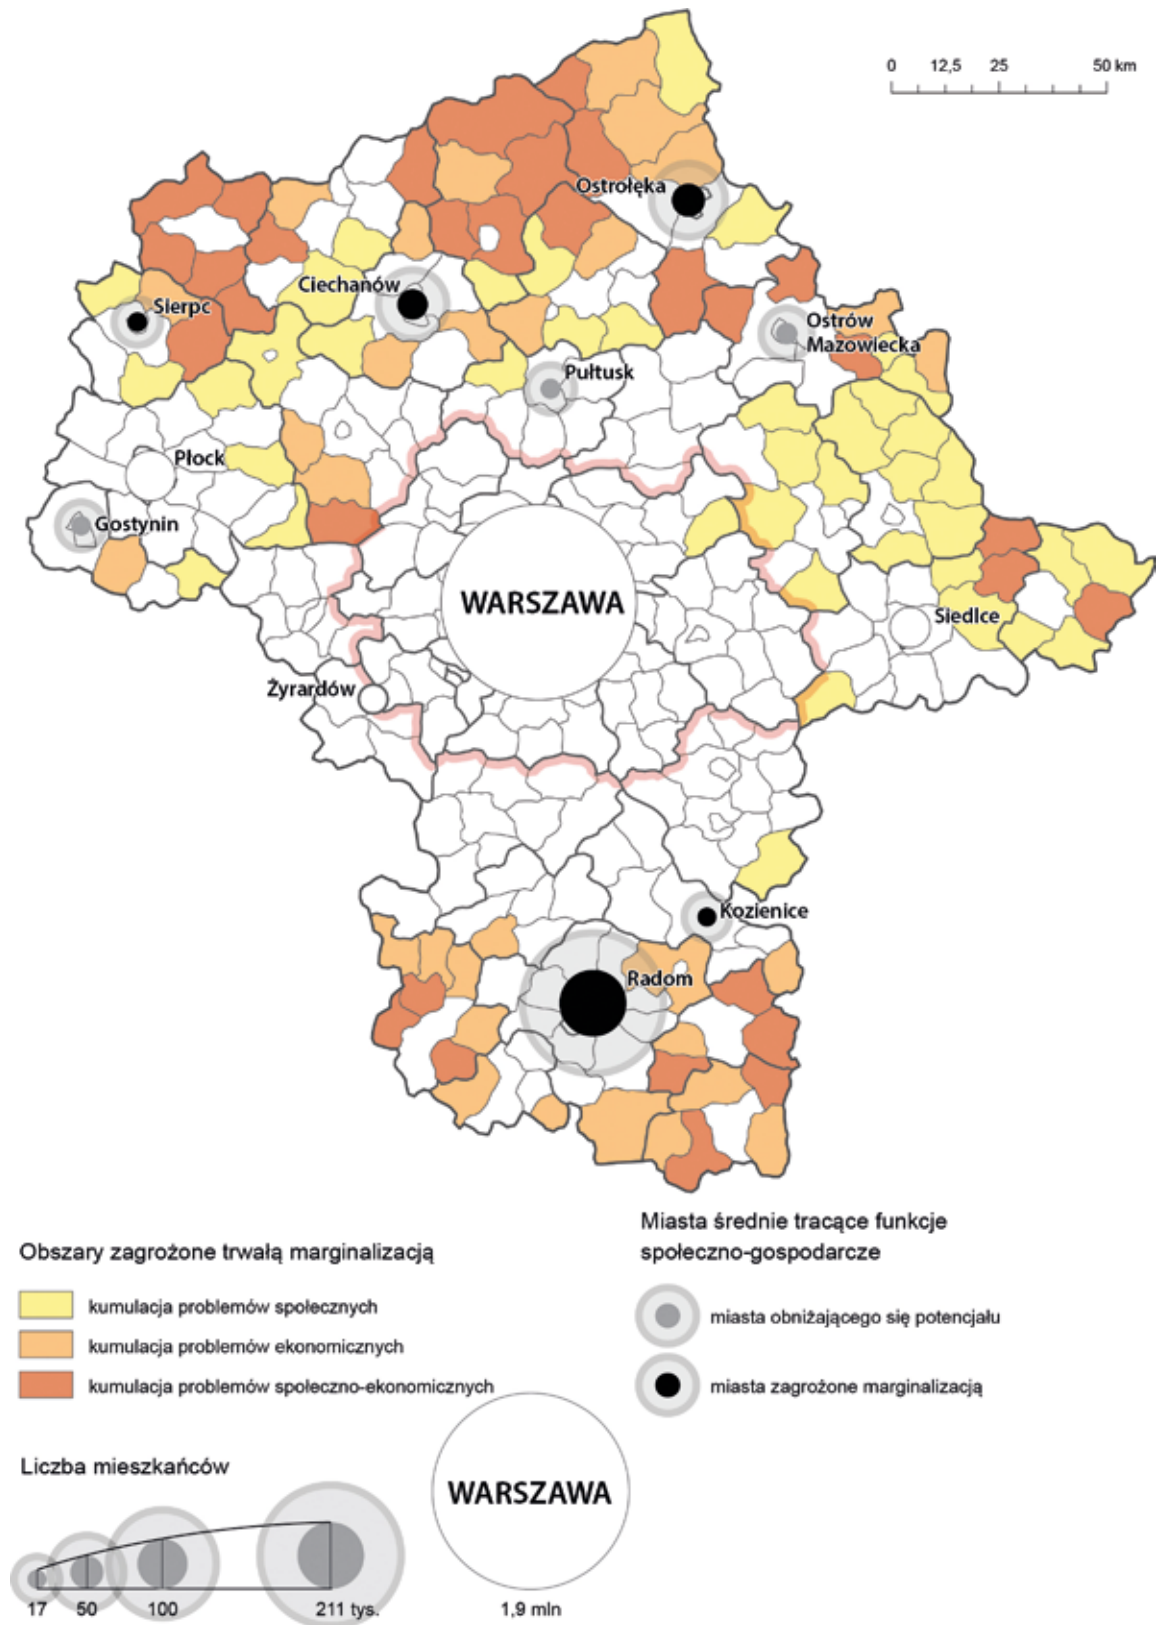 0 12,5 25 50 km
Ostrołęka
Ciechanów
Sierpc
Ostrów
Mazowiecka
Pułtusk
Płock
Gostynin
WARSZAWA
Siedlce
Żyrardów
Kozienice
Radom
Obszary zagrożone trwałą marginalizacją
kumulacja problemów społecznych
kumulacja problemów ekonomicznych
kumulacja problemów społeczno-ekonomicznych
Miasta średnie tracące funkcje
społeczno-gospodarcze
miasta obniżającego się potencjału
miasta zagrożone marginalizacją
Liczba mieszkańców
WARSZAWA
17 50 100 211 tys. 1,9 mln